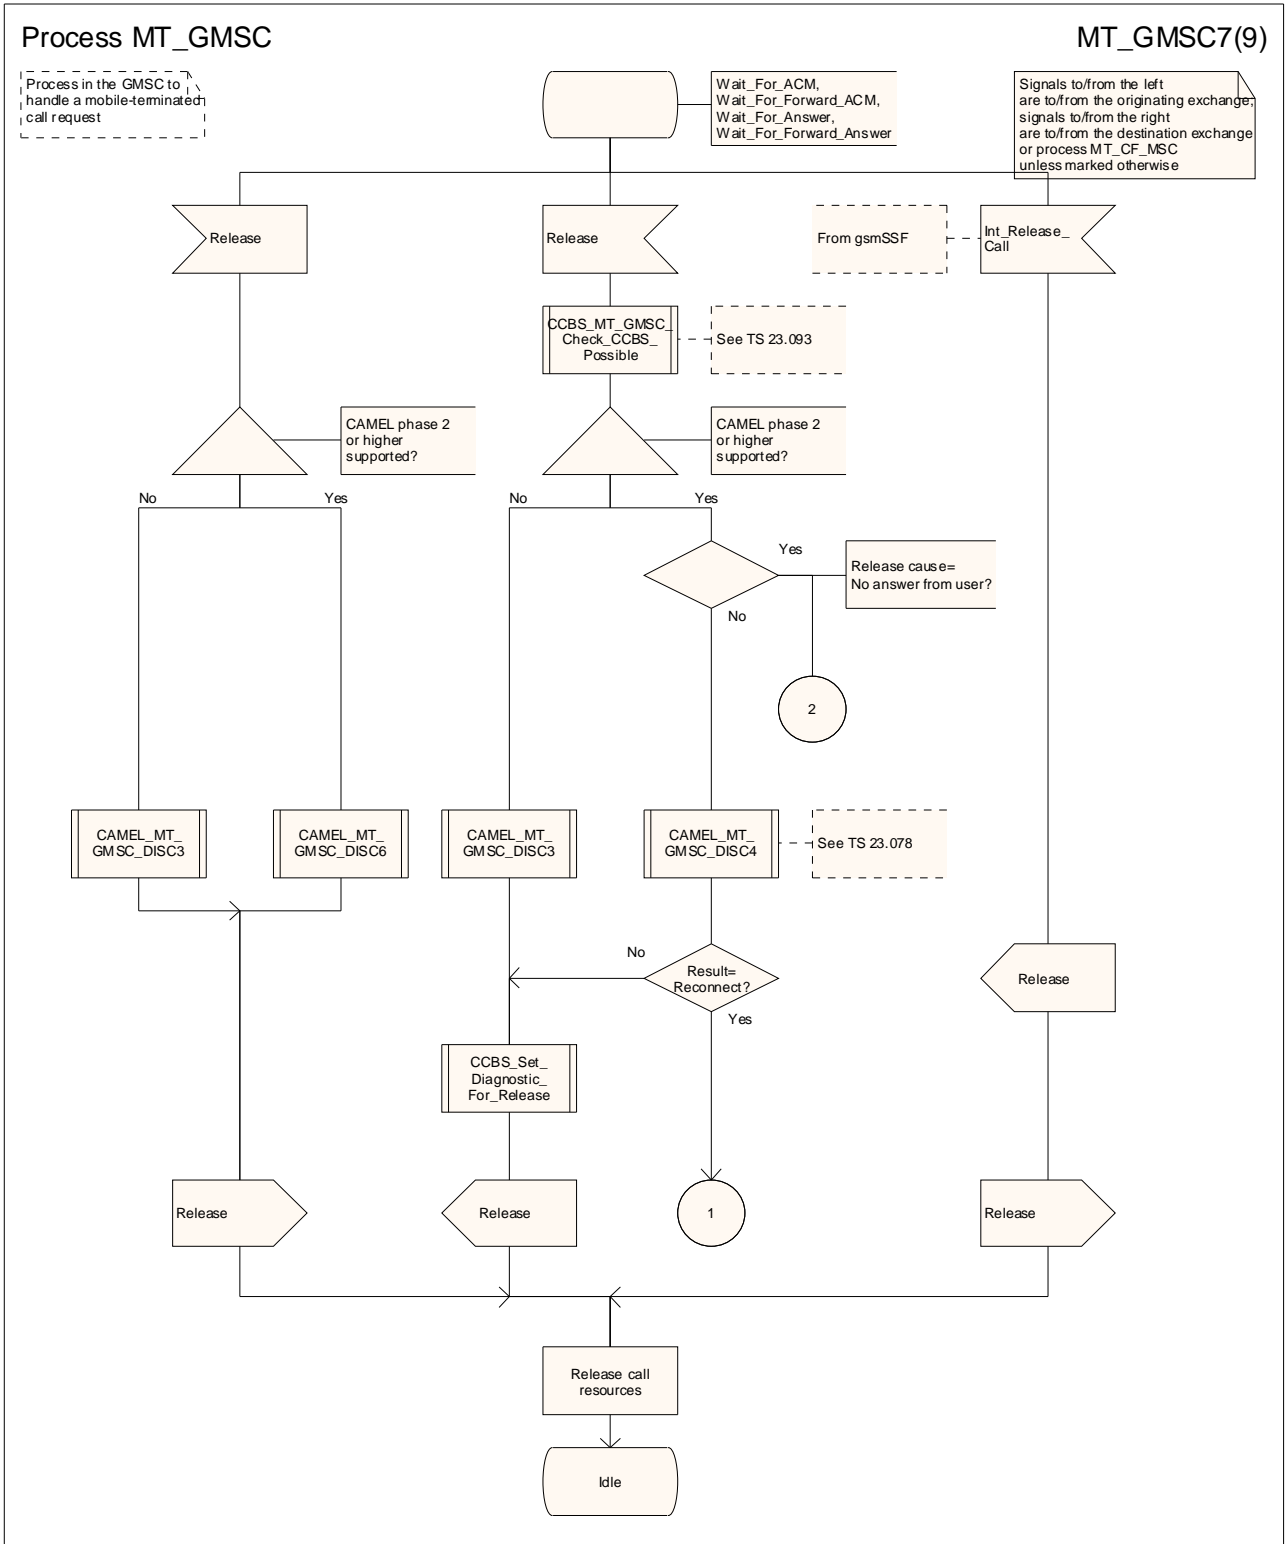 Process MT_GMSC
MT_GMSC7(9)
Process in the GMSC to
handle a mobile-terminated
call request
Wait_For_ACM,
Wait_For_Forward_ACM,
Wait_For_Answer,
Wait_For_Forward_Answer
Signals to/from the left
are to/from the originating exchange;
signals to/from the right
are to/from the destination exchange
or process MT_CF_MSC
unless marked otherwise
Release
Release
From gsmSSF
Int_Release_
Call
CCBS_MT_GMSC_
Check_CCBS_
Possible
See TS 23.093
CAMEL phase 2
or higher
supported?
CAMEL phase 2
or higher
supported?
No
Yes
No
Yes
Yes
Release cause=
No answer from user?
No
2
CAMEL_MT_
GMSC_DISC3
CAMEL_MT_
GMSC_DISC6
CAMEL_MT_
GMSC_DISC3
CAMEL_MT_
GMSC_DISC4
See TS 23.078
No
Result=
Reconnect?
Release
Yes
CCBS_Set_
Diagnostic_
For_Release
Release
Release
1
Release
Release call
resources
Idle